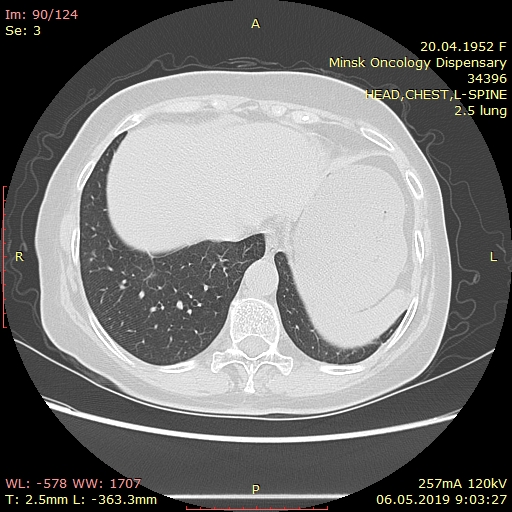 Im: 90/124
Se: 3
A
20.04.1952 F
Minsk Oncology Dispensary
34396
HEAD,CHEST,L-SPINE
2.5 lung
R
L
WL: -578 WW: 1707
T: 2.5mm L: -363.3mm
P
257mA 120kV
06.05.2019 9:03:27